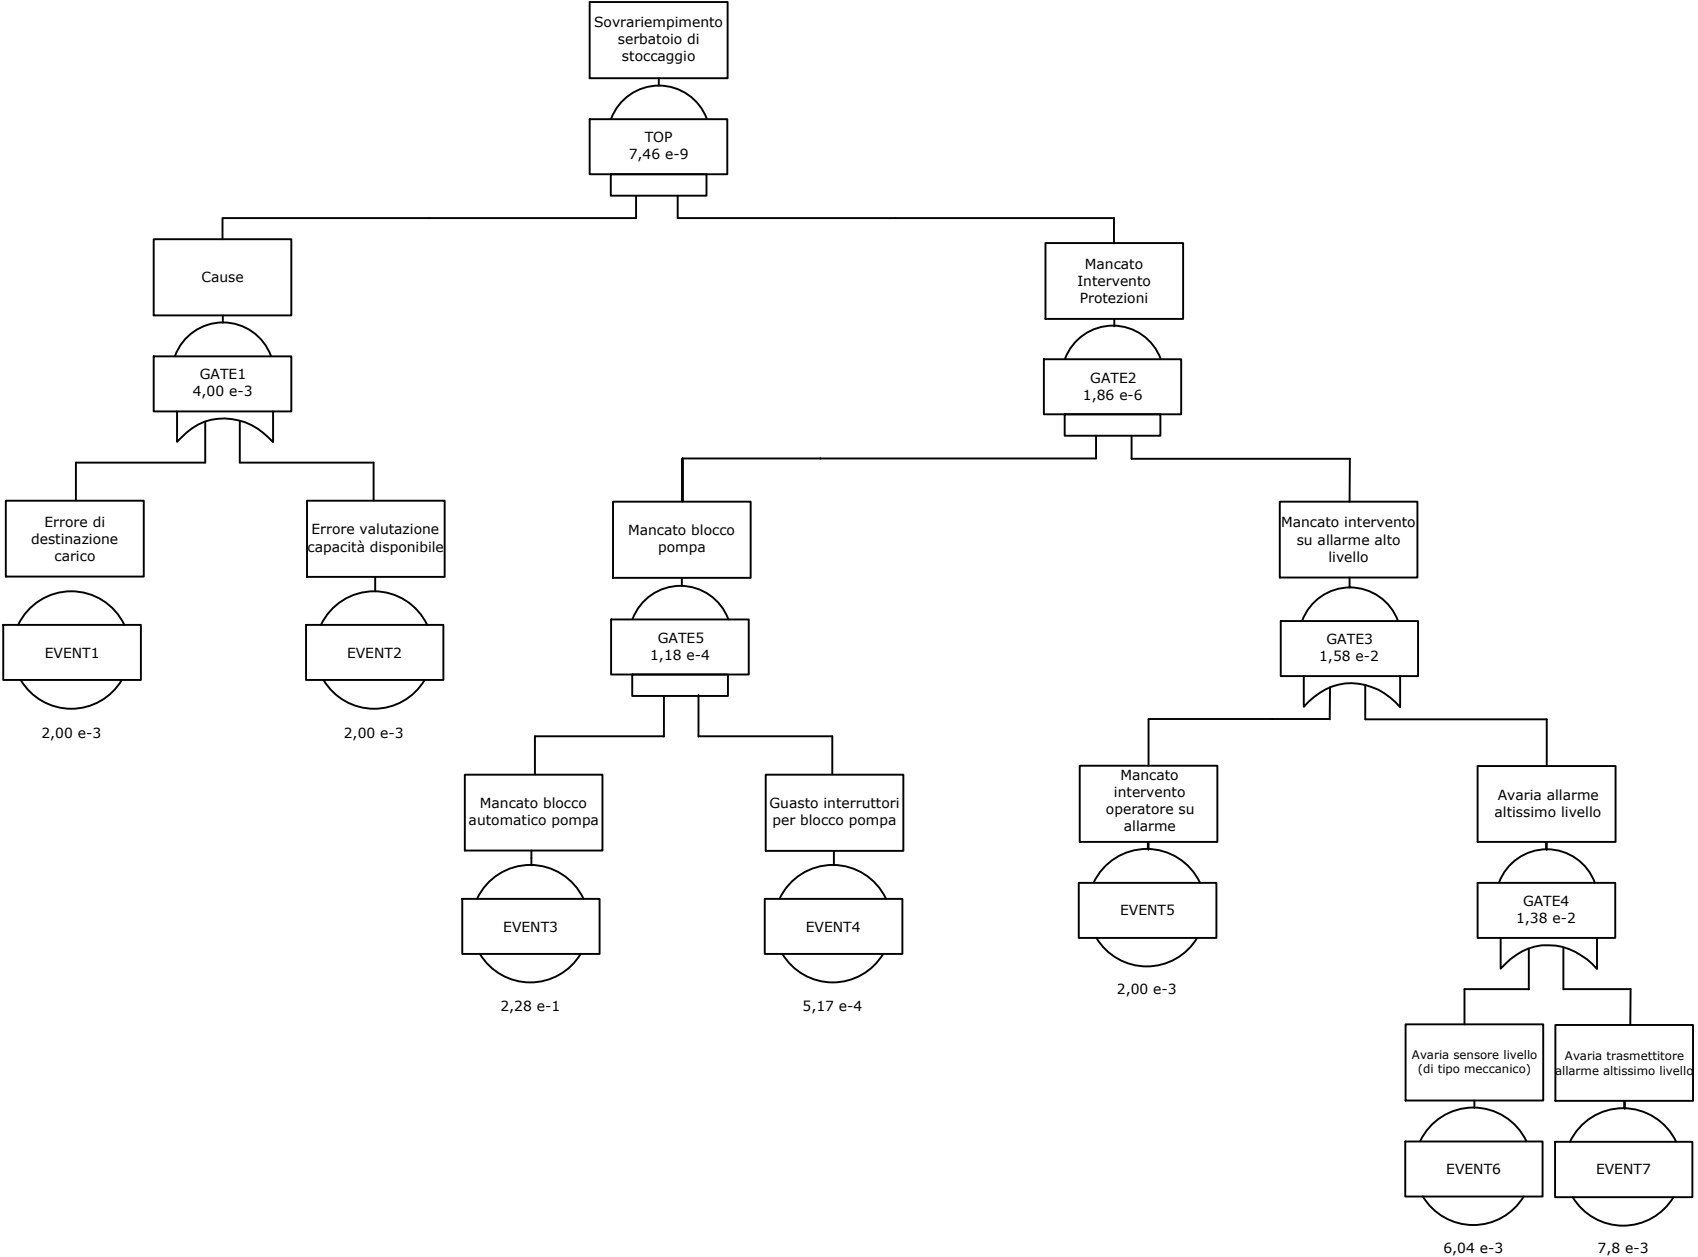 Sovrariempimento
serbatoio di
stoccaggio
TOP
7,46 e-9
Cause
GATE1
4,00 e-3
Mancato
Intervento
Protezioni
GATE2
1,86 e-6
Errore di
destinazione
carico
EVENT1
2,00 e-3
Errore valutazione
capacità disponibile
EVENT2
2,00 e-3
Mancato blocco
pompa
GATE5
1,18 e-4
Mancato intervento
su allarme alto
livello
GATE3
1,58 e-2
Mancato blocco
automatico pompa
EVENT3
2,28 e-1
Guasto interruttori
per blocco pompa
EVENT4
5,17 e-4
Mancato
intervento
operatore su
allarme
EVENT5
2,00 e-3
Avaria allarme
altissimo livello
GATE4
1,38 e-2
Avaria sensore livello
(di tipo meccanico)
EVENT6
6,04 e-3
Avaria trasmettitore
allarme altissimo livello
EVENT7
7,8 e-3